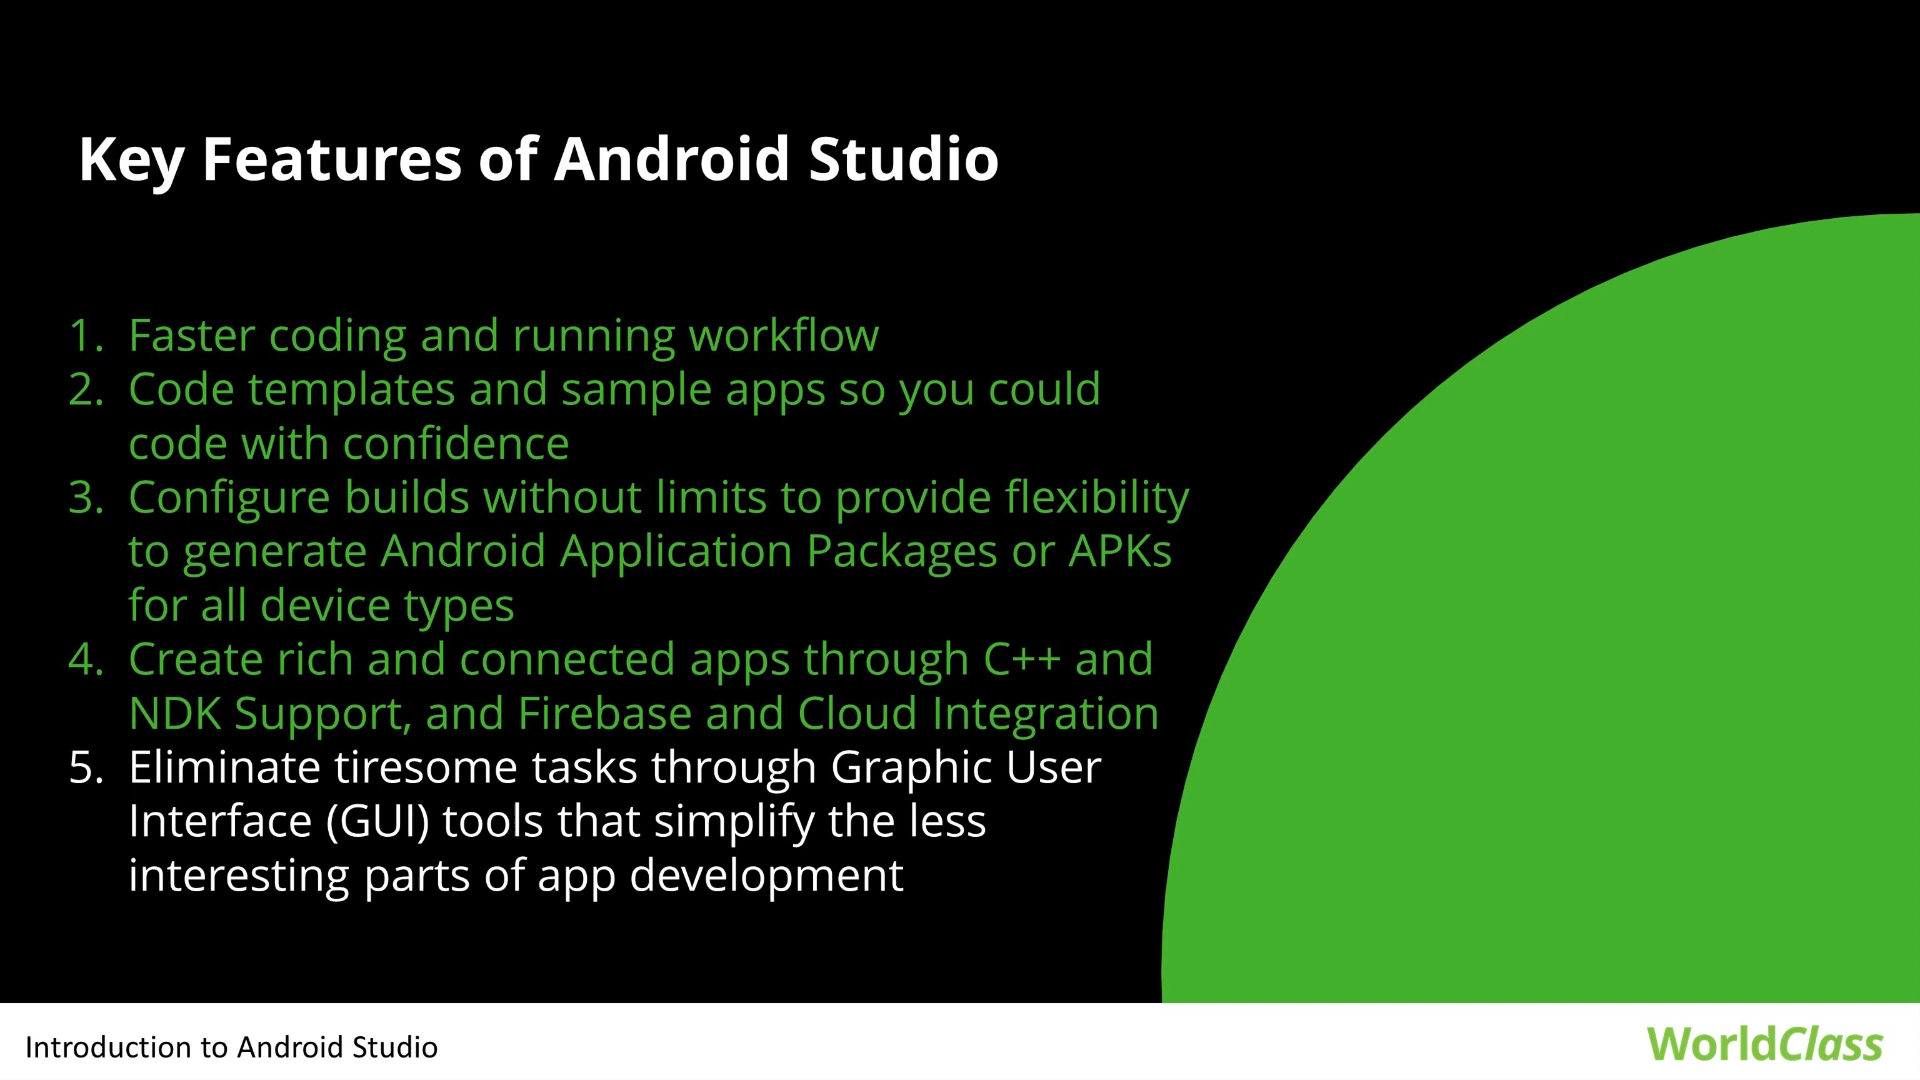 Key Features of Android Studio
1. Faster coding and running workflow
2. Code templates and sample apps so you could
code with confidence
3. Configure builds without limits to provide flexibility
to generate Android Application Packages or APKs
for all device types
4. Create rich and connected apps through C++ and
NDK Support, and Firebase and Cloud Integration
5. Eliminate tiresome tasks through Graphic User
Interface (GUI) tools that simplify the less
interesting parts of app development
Introduction to Android Studio
WorldClass